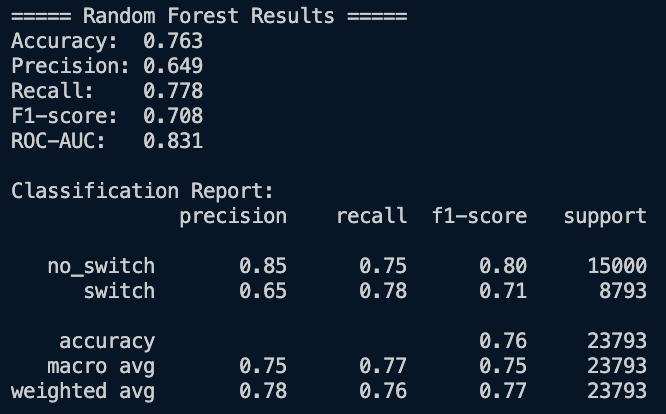 ===== Random Forest Results =====
Accuracy:  0.763
Precision: 0.649
Recall:    0.778
F1-score:  0.708
ROC-AUC:   0.831

Classification Report:
              precision    recall  f1-score   support

   no_switch       0.85      0.75      0.80     15000
      switch       0.65      0.78      0.71      8793

    accuracy                           0.76     23793
   macro avg       0.75      0.77      0.75     23793
weighted avg       0.78      0.76      0.77     23793